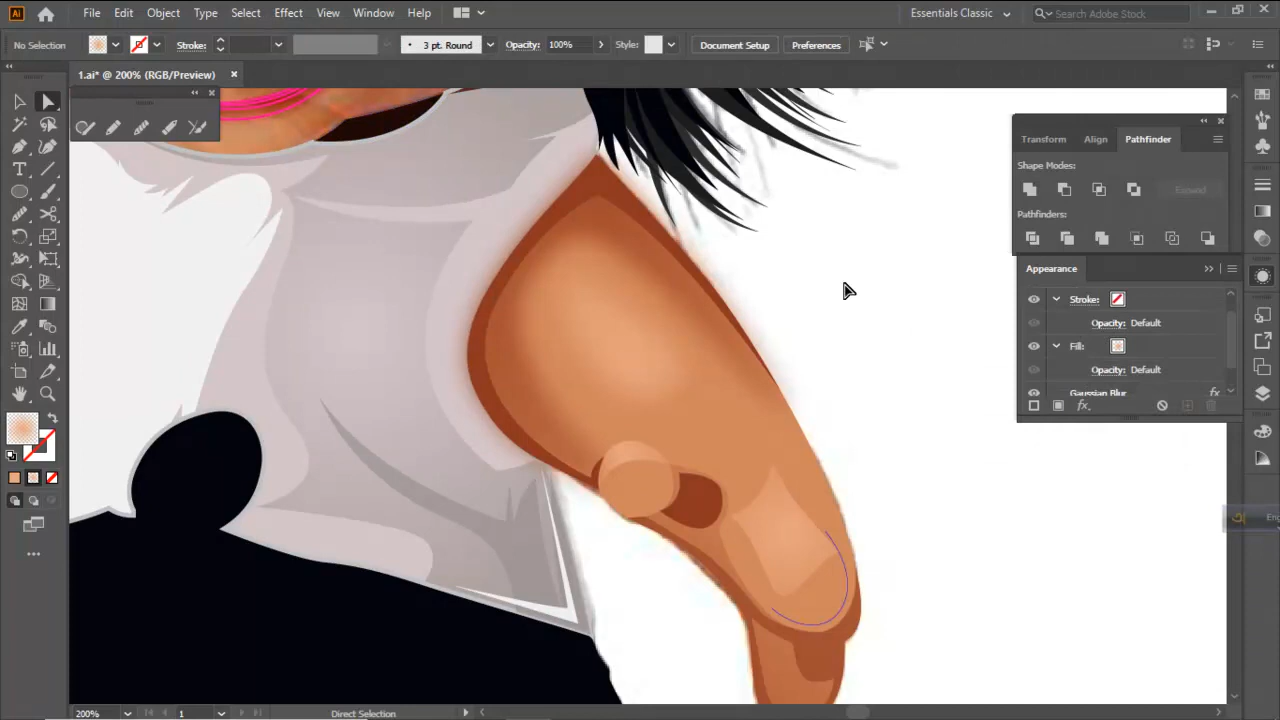 Ai File Edit Object Type Select Effect View Window Help Essentials Classic Search Adobe Stock
No Selection Stroke: 3 pt. Round Opacity: 100% Style: Document Setup Preferences
1.ai* @ 200% (RGB/Preview)
Transform Align Pathfinder
Shape Modes:
Expand
Pathfinders:
Appearance
Stroke:
Opacity: Default
Fill:
Opacity: Default
Gaussian Blur fx
fx
Eng
200% 1 Direct Selection